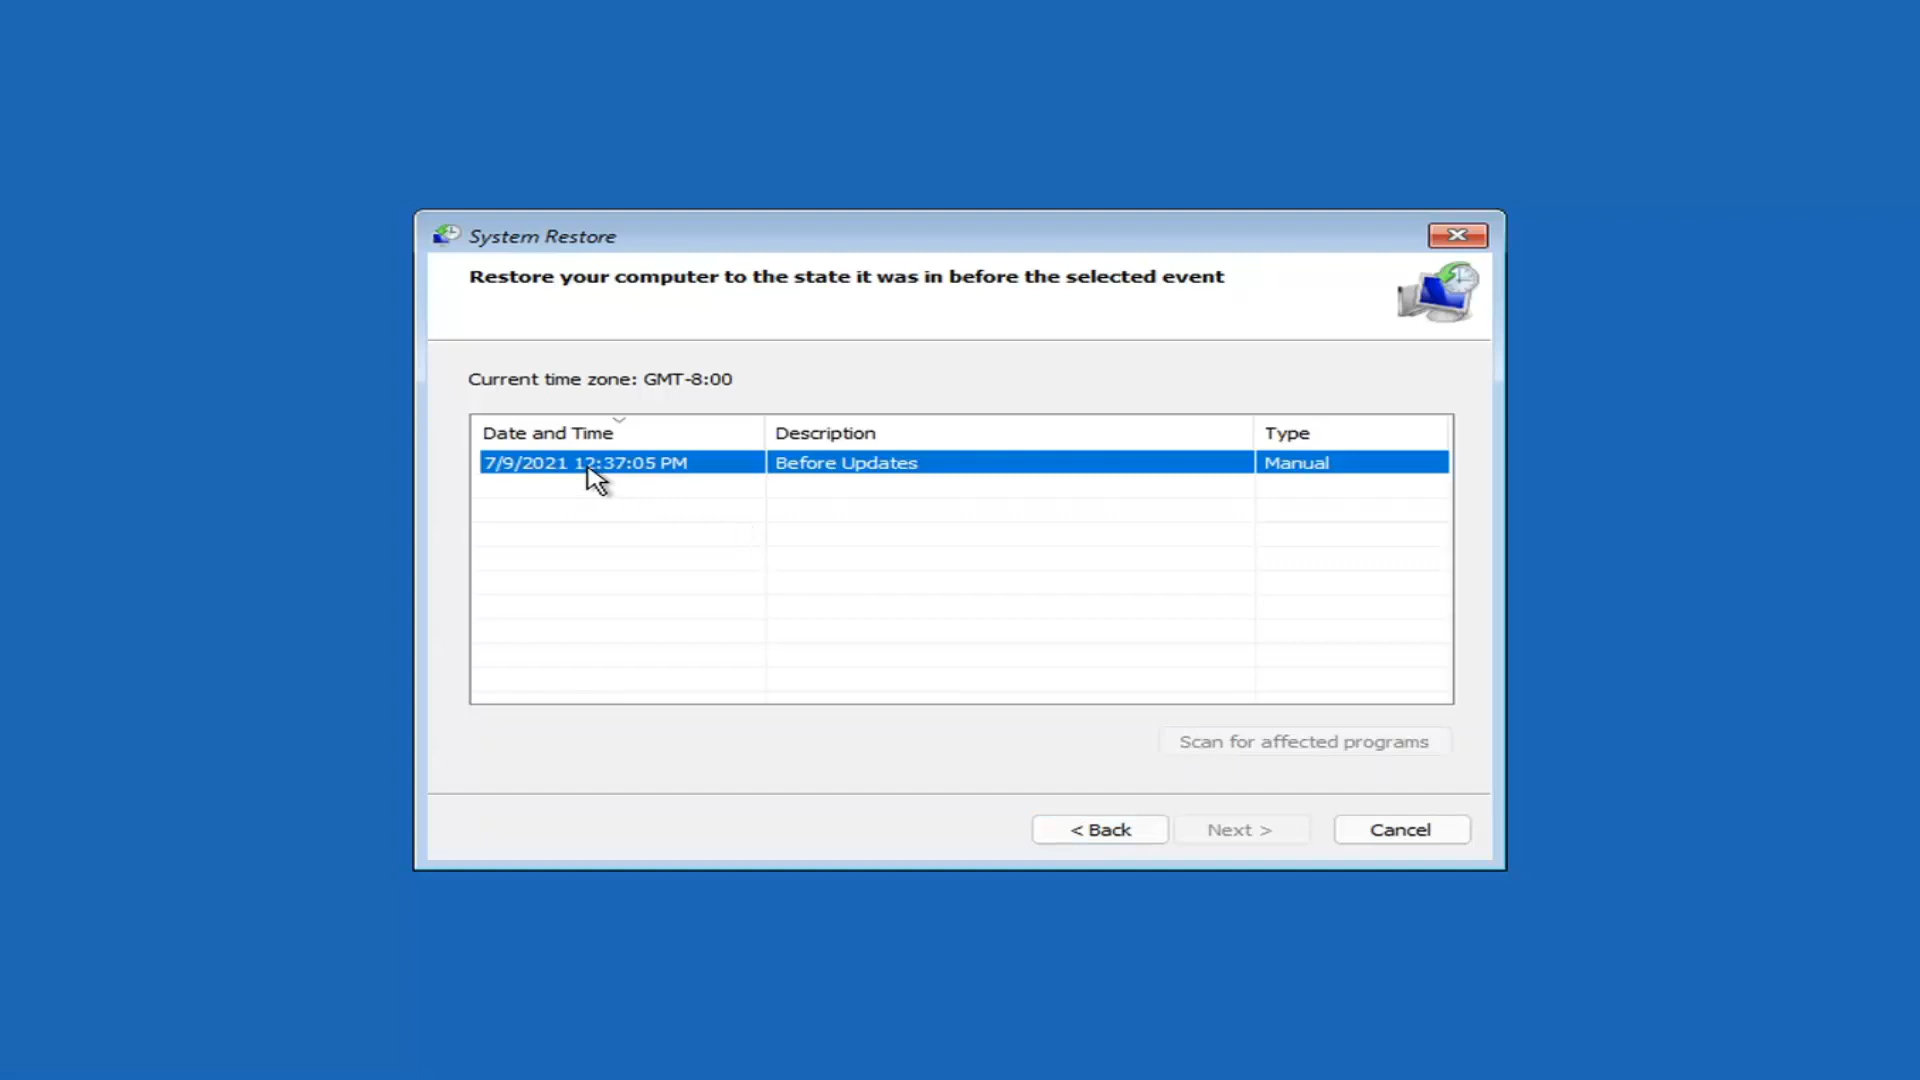 System Restore
Restore your computer to the state it was in before the selected event
Current time zone: GMT-8:00
Date and Time Description Type
7/9/2021 12:37:05 PM Before Updates Manual
Scan for affected programs
< Back Next > Cancel